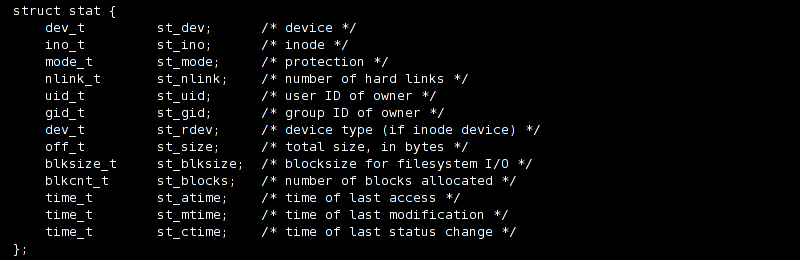 struct stat {
    dev_t         st_dev;      /* device */
    ino_t         st_ino;      /* inode */
    mode_t        st_mode;     /* protection */
    nlink_t       st_nlink;    /* number of hard links */
    uid_t         st_uid;      /* user ID of owner */
    gid_t         st_gid;      /* group ID of owner */
    dev_t         st_rdev;     /* device type (if inode device) */
    off_t         st_size;     /* total size, in bytes */
    blksize_t     st_blksize;  /* blocksize for filesystem I/O */
    blkcnt_t      st_blocks;   /* number of blocks allocated */
    time_t        st_atime;    /* time of last access */
    time_t        st_mtime;    /* time of last modification */
    time_t        st_ctime;    /* time of last status change */
};